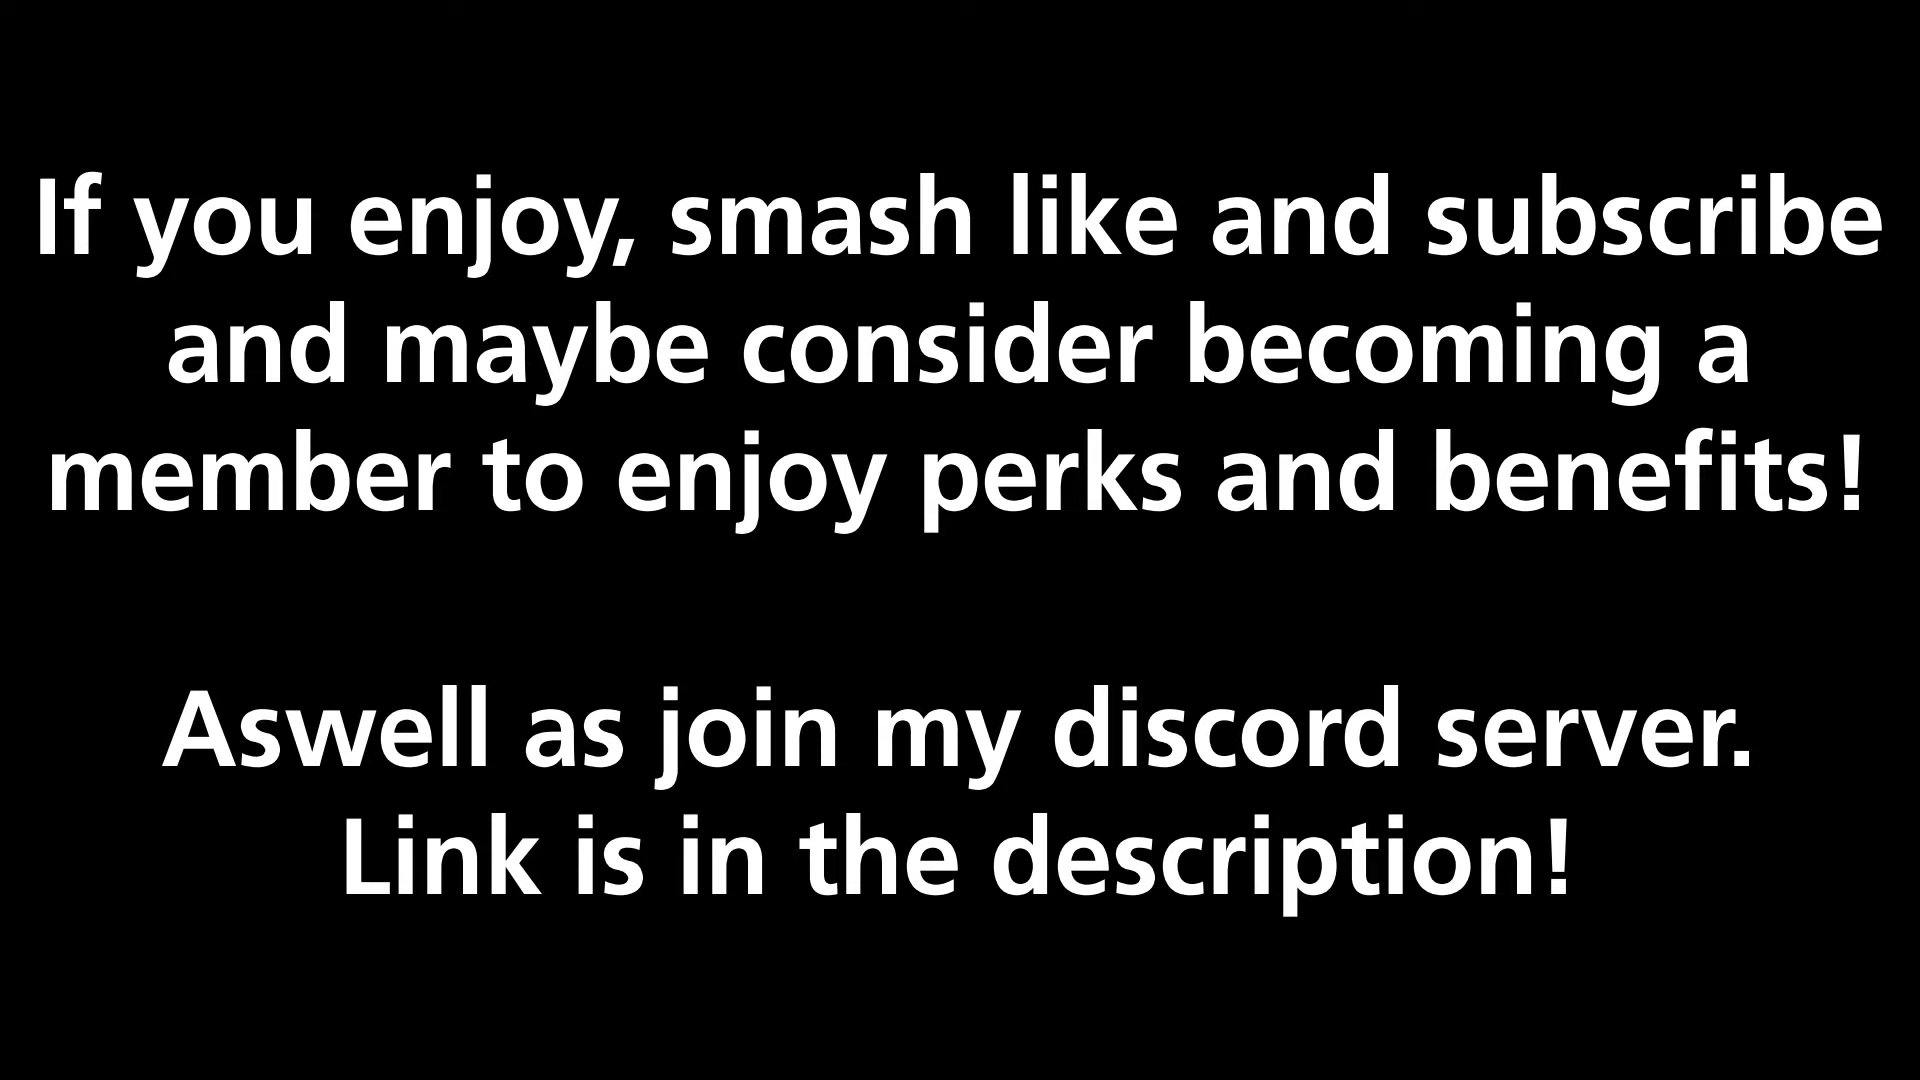 If you enjoy, smash like and subscribe
and maybe consider becoming a
member to enjoy perks and benefits!
Aswell as join my discord server.
Link is in the description!